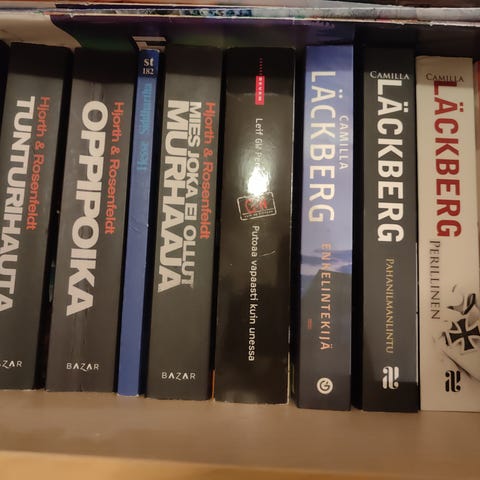 Hjorth & Rosenfeldt
TUNTURIHAUTA
BAZAR
Hjorth & Rosenfeldt
OPPIPOIKA
BAZAR
st
182
Hesse
Hjorth & Rosenfeldt
MIES JOKA EI OLLUT
MURHAAJA
BAZAR
Leif GW
Putoaa vapaasti kuin unessa
CAMILLA
LÄCKBERG
ENKELINTEKIJÄ
CAMILLA
LÄCKBERG
PAHANILMANLINTU
CAMILLA
LÄCKBERG
PERILLINEN